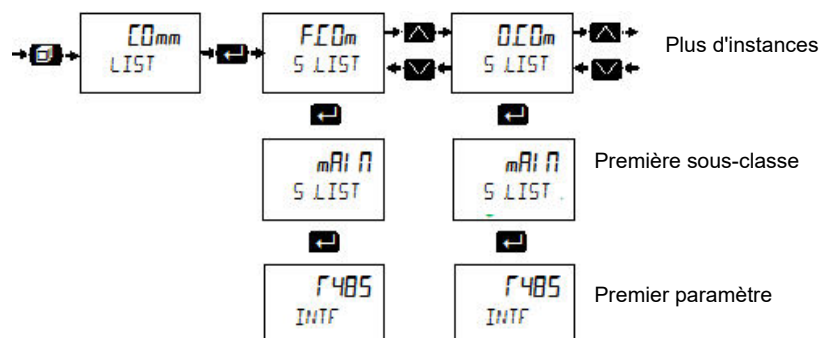 COmm
LIST
F.COm
S.LIST
O.COm
S.LIST
Plus d'instances
mAIn
S.LIST
mAIn
S.LIST
Première sous-classe
r485
INTF
r485
INTF
Premier paramètre